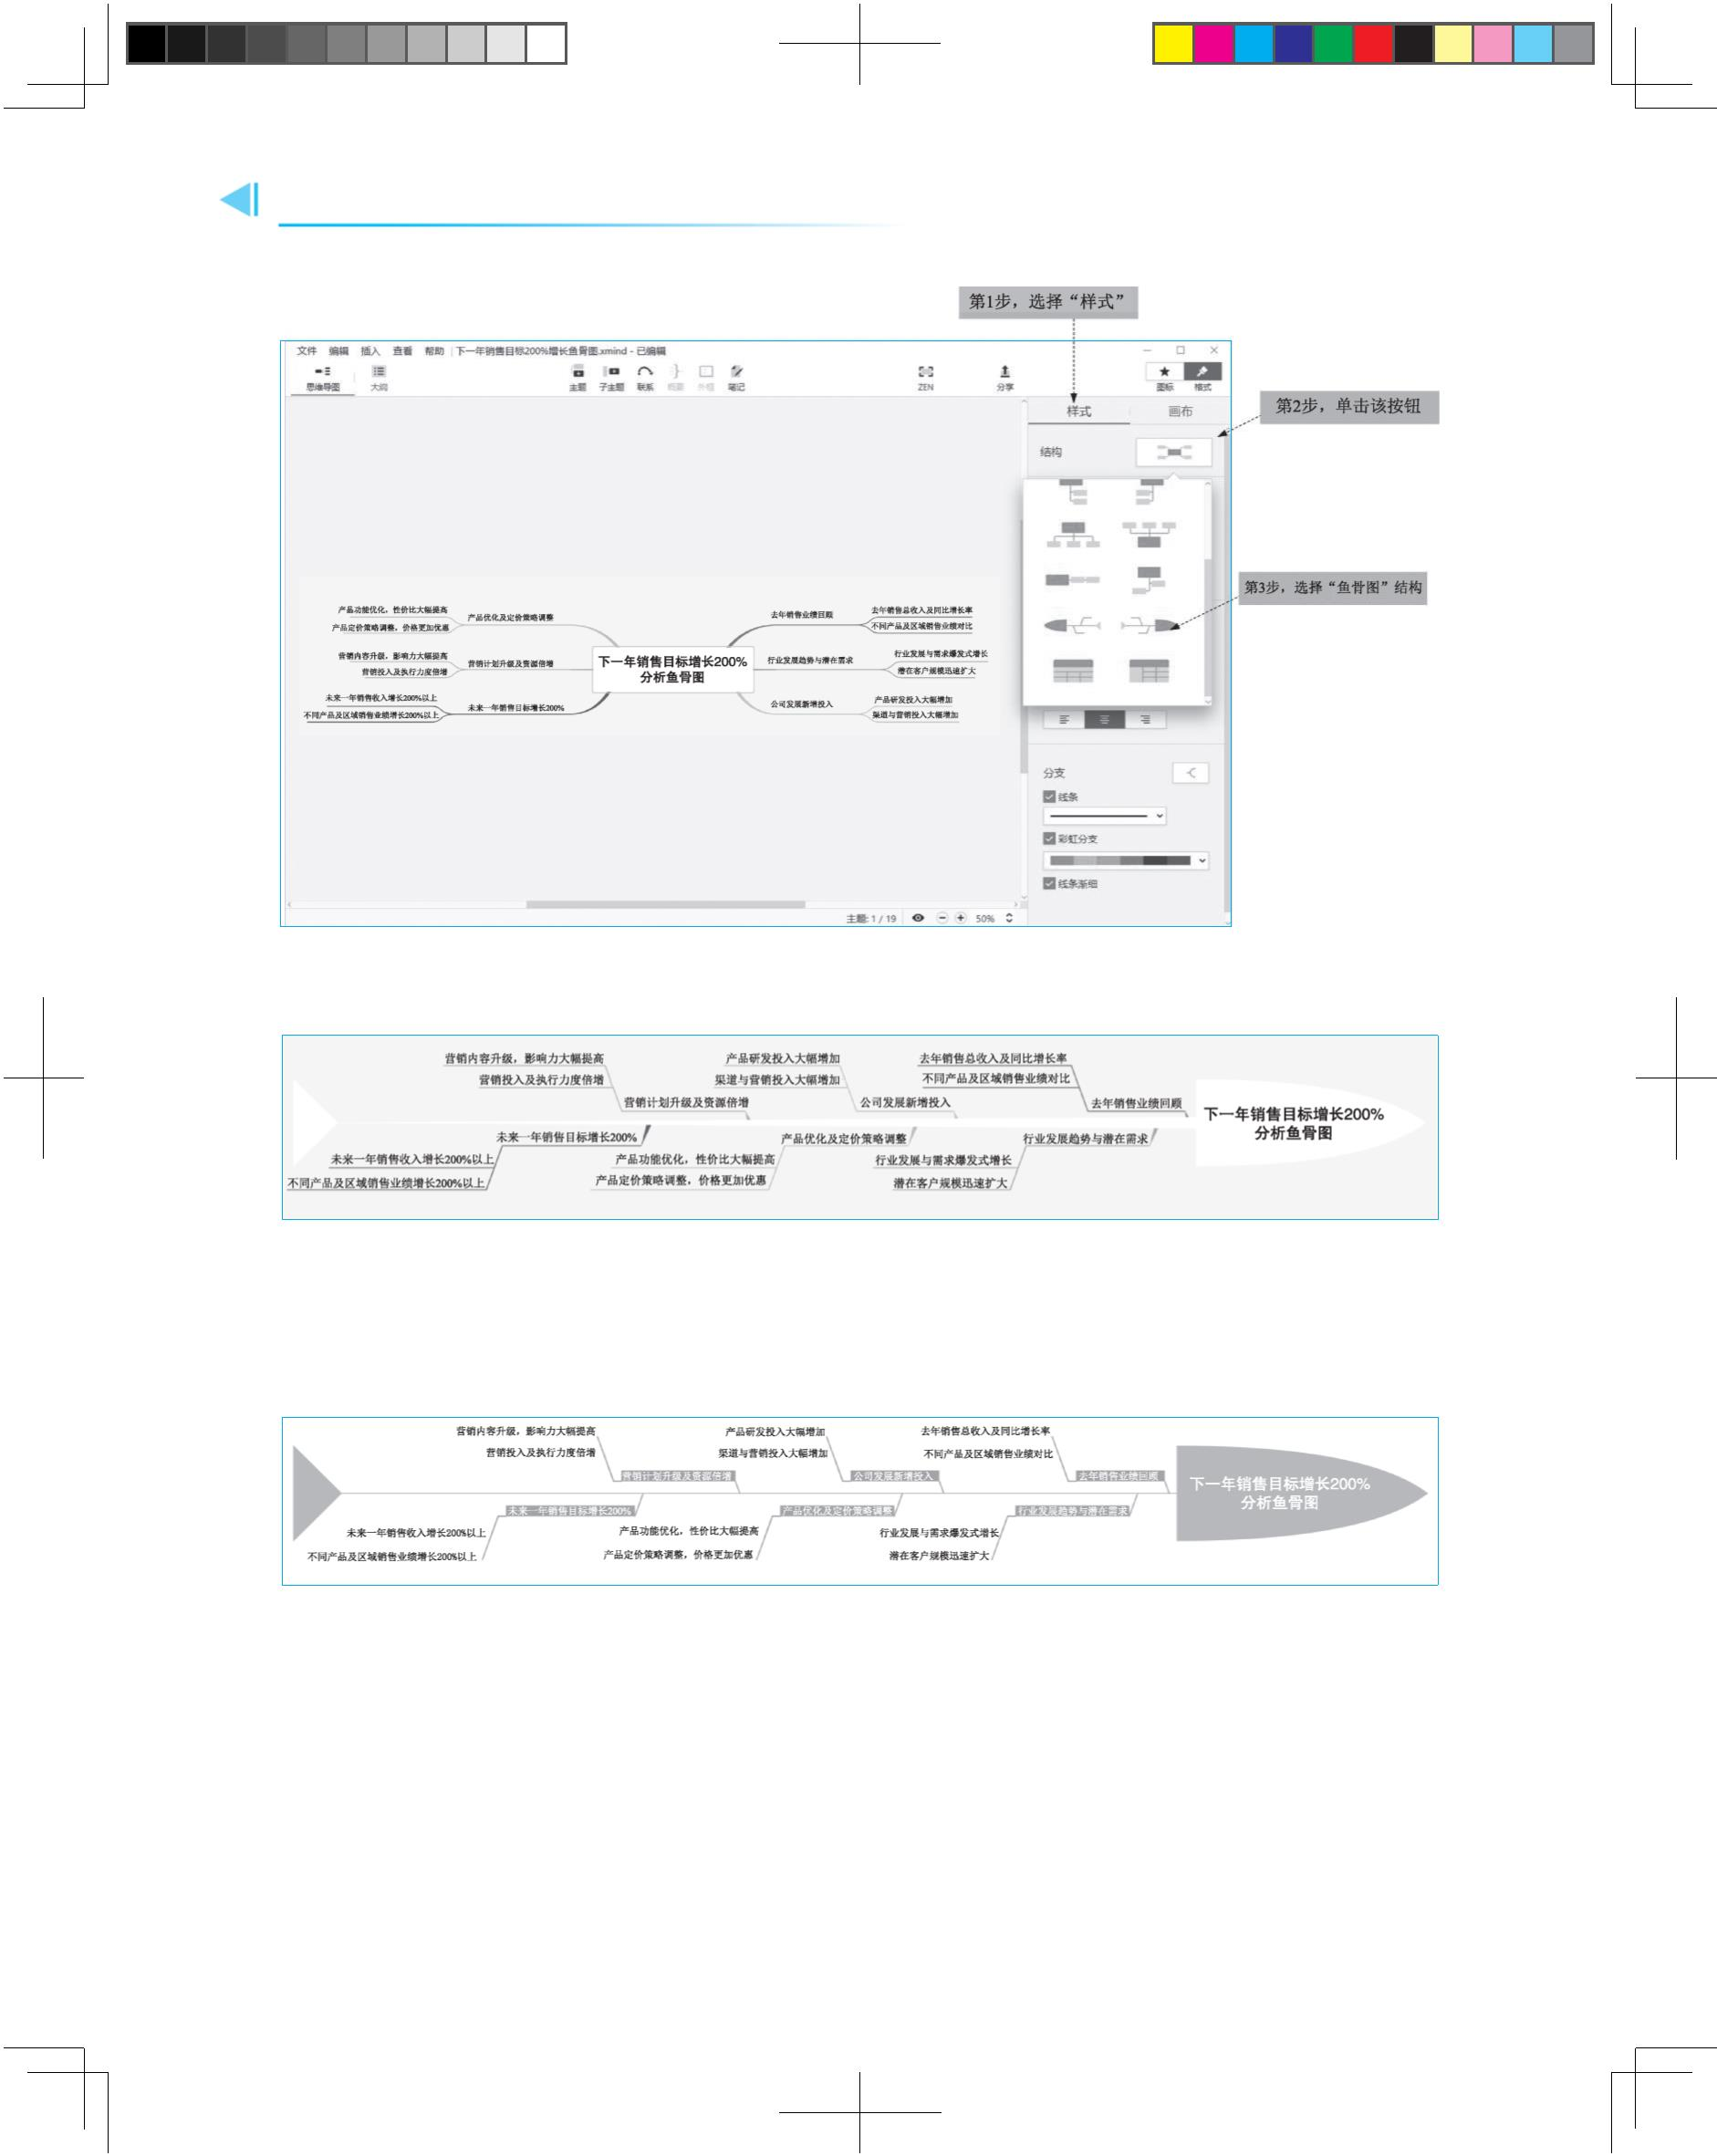 第1步，选择“样式”
文件 编辑 插入 查看 帮助 下一年销售目标200%增长鱼骨图.xmind - 已编辑
思维导图 大纲 主题 子主题 联系 概要 外框 笔记 ZEN 分享 图标 格式
样式 画布
第2步，单击该按钮
结构
第3步，选择“鱼骨图”结构
产品功能优化，性价比大幅提高
产品定价策略调整，价格更加优惠
产品优化及定价策略调整
营销内容升级，影响力大幅提高
营销投入及执行力度倍增
营销计划升级及资源倍增
未来一年销售收入增长200%以上
不同产品及区域销售业绩增长200%以上
未来一年销售目标增长200%
下一年销售目标增长200%
分析鱼骨图
去年销售业绩回顾
去年销售总收入及同比增长率
不同产品及区域销售业绩对比
行业发展趋势与潜在需求
行业发展与需求爆发式增长
潜在客户规模迅速扩大
公司发展新增投入
产品研发投入大幅增加
渠道与营销投入大幅增加
分支
线条
彩虹分支
线条渐细
主题: 1 / 19 50%
营销内容升级，影响力大幅提高 产品研发投入大幅增加 去年销售总收入及同比增长率
营销投入及执行力度倍增 渠道与营销投入大幅增加 不同产品及区域销售业绩对比
营销计划升级及资源倍增 公司发展新增投入 去年销售业绩回顾
下一年销售目标增长200%
分析鱼骨图
未来一年销售目标增长200% 产品优化及定价策略调整 行业发展趋势与潜在需求
未来一年销售收入增长200%以上 产品功能优化，性价比大幅提高 行业发展与需求爆发式增长
不同产品及区域销售业绩增长200%以上 产品定价策略调整，价格更加优惠 潜在客户规模迅速扩大
营销内容升级，影响力大幅提高 产品研发投入大幅增加 去年销售总收入及同比增长率
营销投入及执行力度倍增 渠道与营销投入大幅增加 不同产品及区域销售业绩对比
营销计划升级及资源倍增 公司发展新增投入 去年销售业绩回顾
下一年销售目标增长200%
分析鱼骨图
未来一年销售目标增长200% 产品优化及定价策略调整 行业发展趋势与潜在需求
未来一年销售收入增长200%以上 产品功能优化，性价比大幅提高 行业发展与需求爆发式增长
不同产品及区域销售业绩增长200%以上 产品定价策略调整，价格更加优惠 潜在客户规模迅速扩大